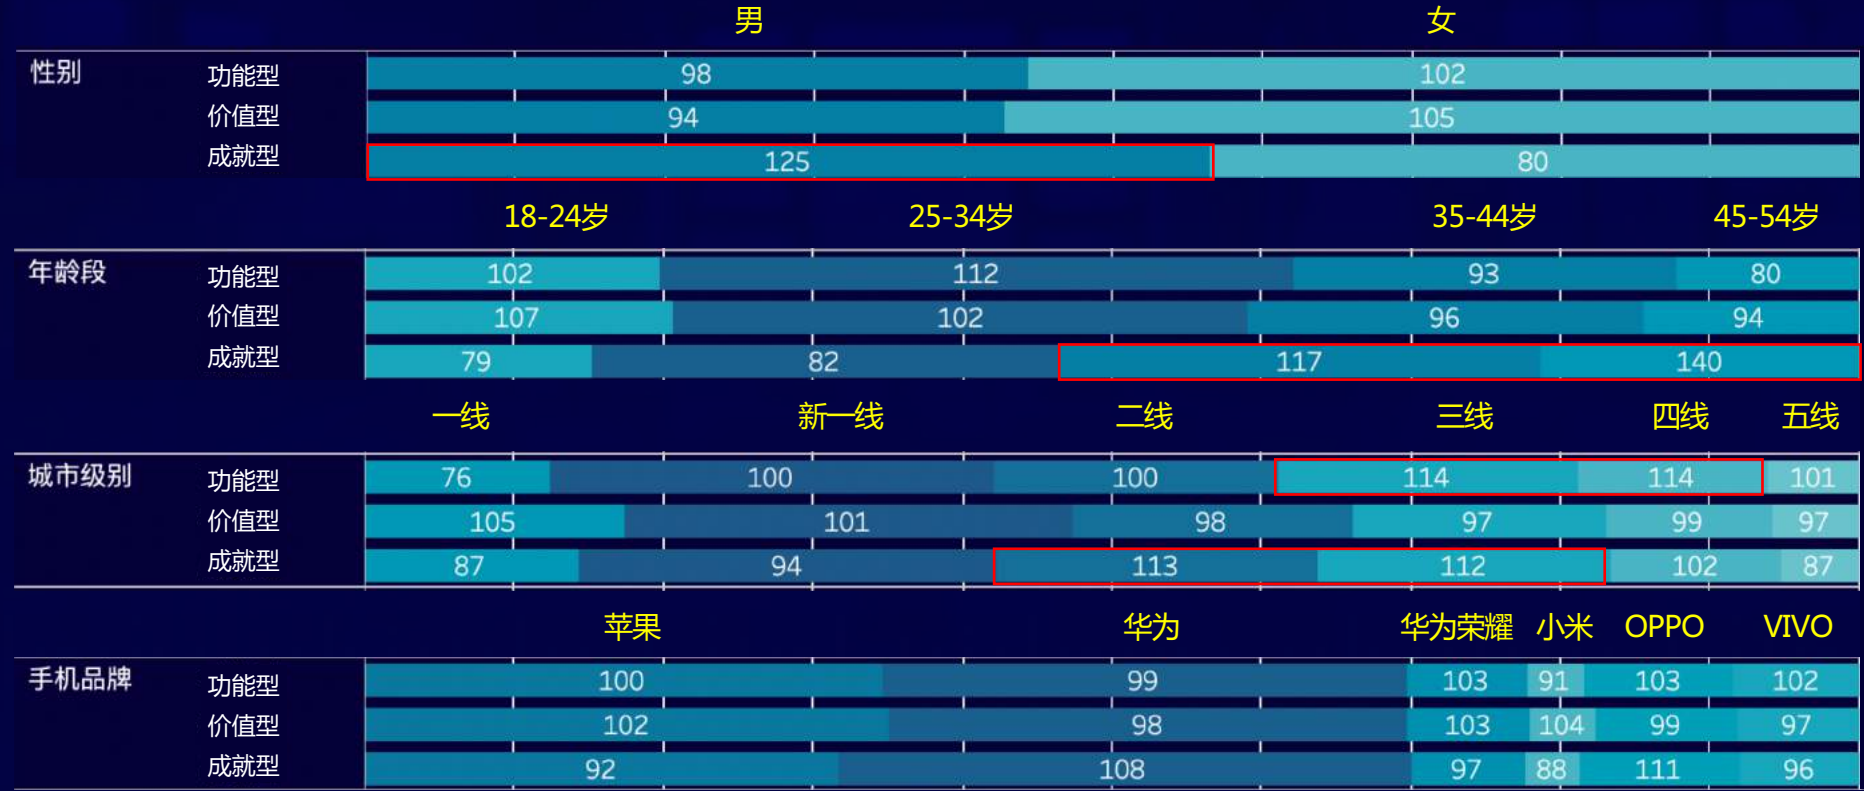 男 女
性别 功能型 98 102
价值型 94 105
成就型 125 80
18-24岁 25-34岁 35-44岁 45-54岁
年龄段 功能型 102 112 93 80
价值型 107 102 96 94
成就型 79 82 117 140
一线 新一线 二线 三线 四线 五线
城市级别 功能型 76 100 100 114 114 101
价值型 105 101 98 97 99 97
成就型 87 94 113 112 102 87
苹果 华为 华为荣耀 小米 OPPO VIVO
手机品牌 功能型 100 99 103 91 103 102
价值型 102 98 103 104 99 97
成就型 92 108 97 88 111 96